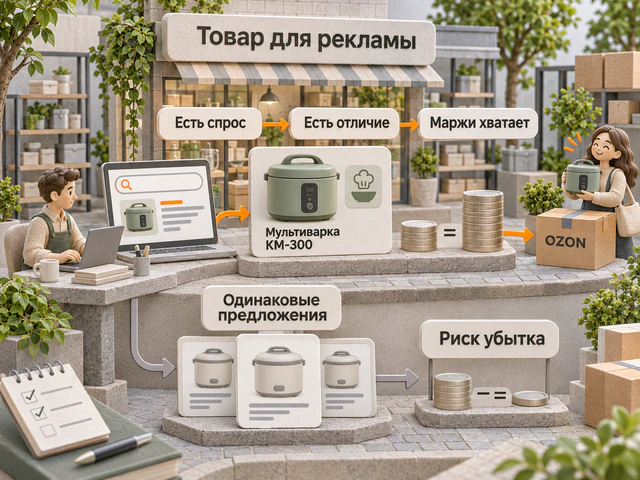 Товар для рекламы
Есть спрос
Есть отличие
Маржи хватает
Мультиварка
КМ-300
OZON
Одинаковые
предложения
Риск убытка